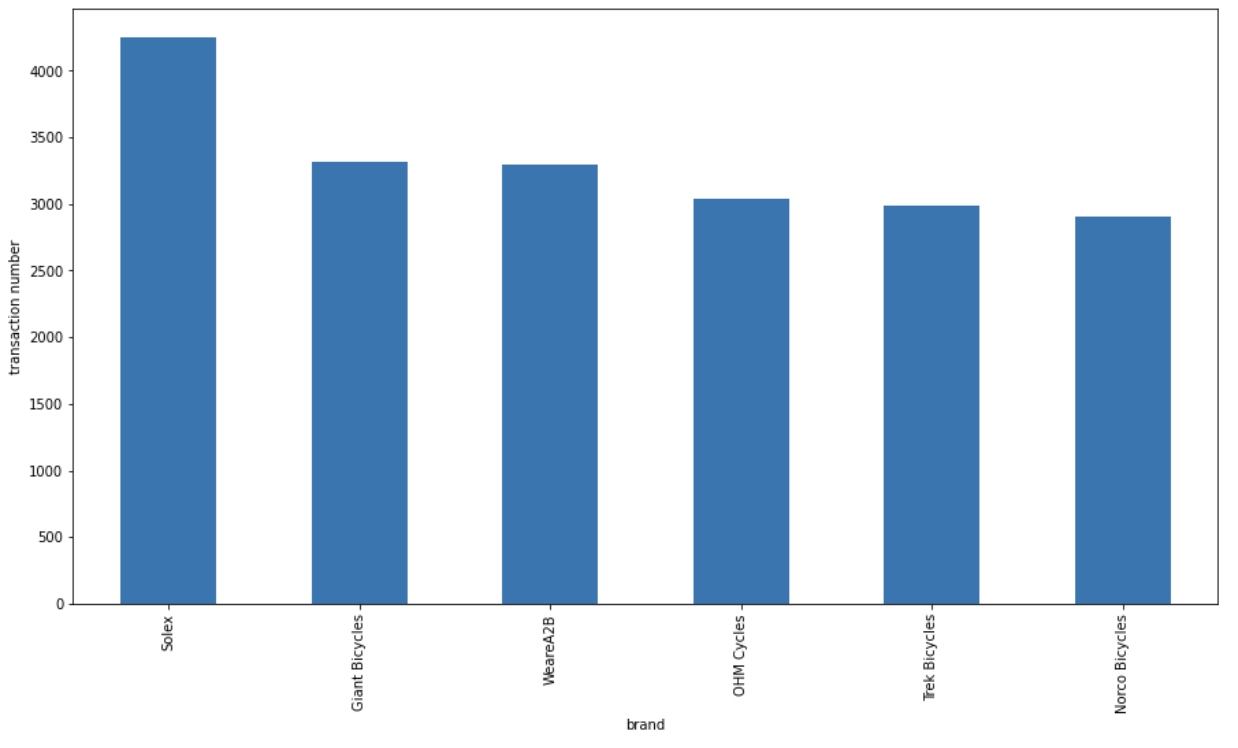 4000
3500
3000
2500
2000
1500
1000
500
0
transaction number
Solex
Giant Bicycles
WeareA2B
OHM Cycles
Trek Bicycles
Norco Bicycles
brand